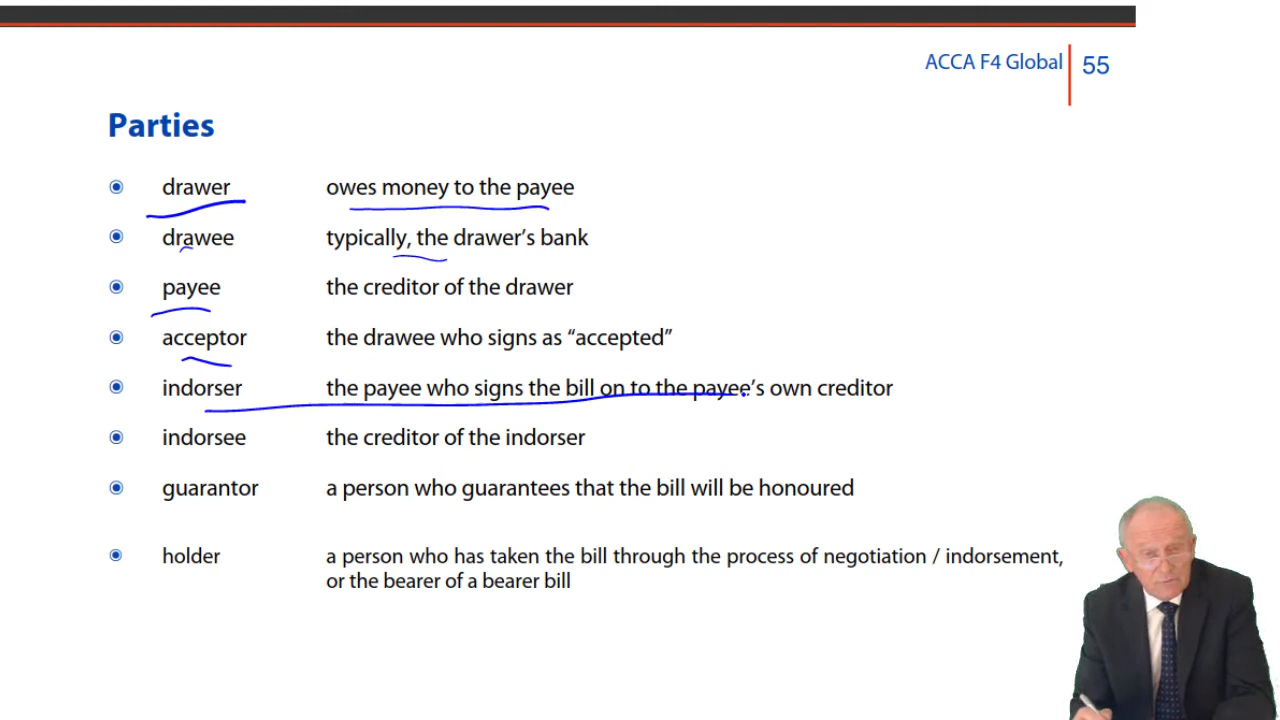 ACCA F4 Global 55
Parties
drawer owes money to the payee
drawee typically, the drawer’s bank
payee the creditor of the drawer
acceptor the drawee who signs as “accepted”
indorser the payee who signs the bill on to the payee’s own creditor
indorsee the creditor of the indorser
guarantor a person who guarantees that the bill will be honoured
holder a person who has taken the bill through the process of negotiation / indorsement,
or the bearer of a bearer bill